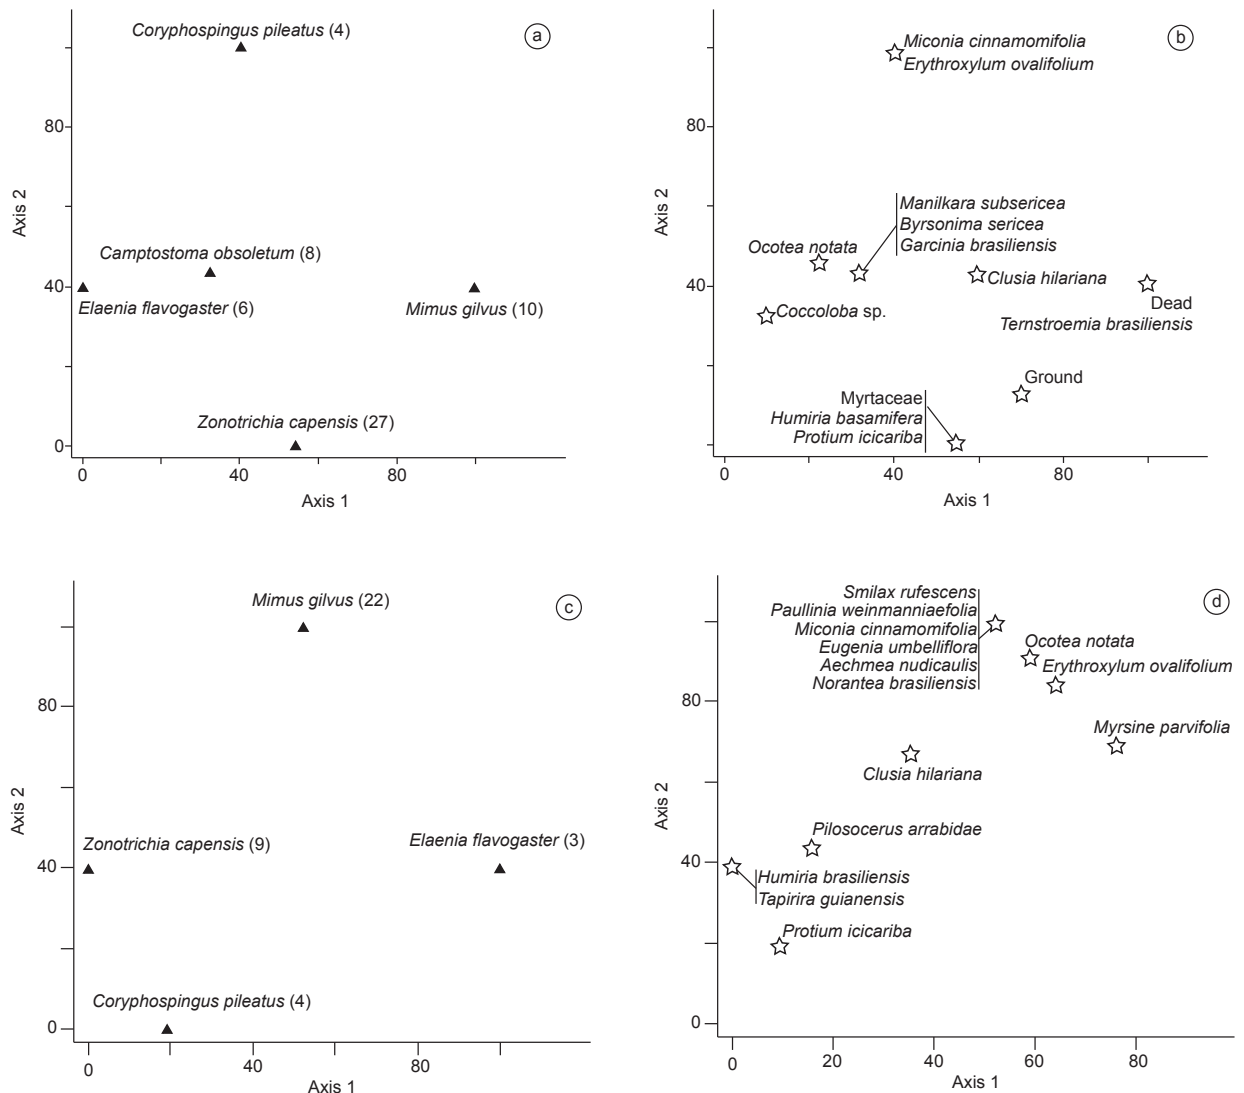 Coryphospingus pileatus (4)
a
80
Axis 2
Camptostoma obsoletum (8)
40
Elaenia flavogaster (6)
Mimus gilvus (10)
Zonotrichia capensis (27)
0
0
40
80
Axis 1
b
Miconia cinnamomifolia
Erythroxylum ovalifolium
80
Axis 2
Manilkara subsericea
Byrsonima sericea
Garcinia brasiliensis
Ocotea notata
40
Clusia hilariana
Dead
Coccoloba sp.
Ternstroemia brasiliensis
Ground
Myrtaceae
Humiria basamifera
Protium icicariba
0
0
40
80
Axis 1
Mimus gilvus (22)
c
80
Axis 2
Zonotrichia capensis (9)
Elaenia flavogaster (3)
40
Coryphospingus pileatus (4)
0
0
40
80
Axis 1
d
Smilax rufescens
Paullinia weinmanniaefolia
Miconia cinnamomifolia
Eugenia umbelliflora
Aechmea nudicaulis
Norantea brasiliensis
Ocotea notata
Erythroxylum ovalifolium
80
Myrsine parvifolia
Clusia hilariana
Axis 2
Pilosocerus arrabidae
40
Humiria brasiliensis
Tapirira guianensis
Protium icicariba
0
0
20
40
60
80
Axis 1